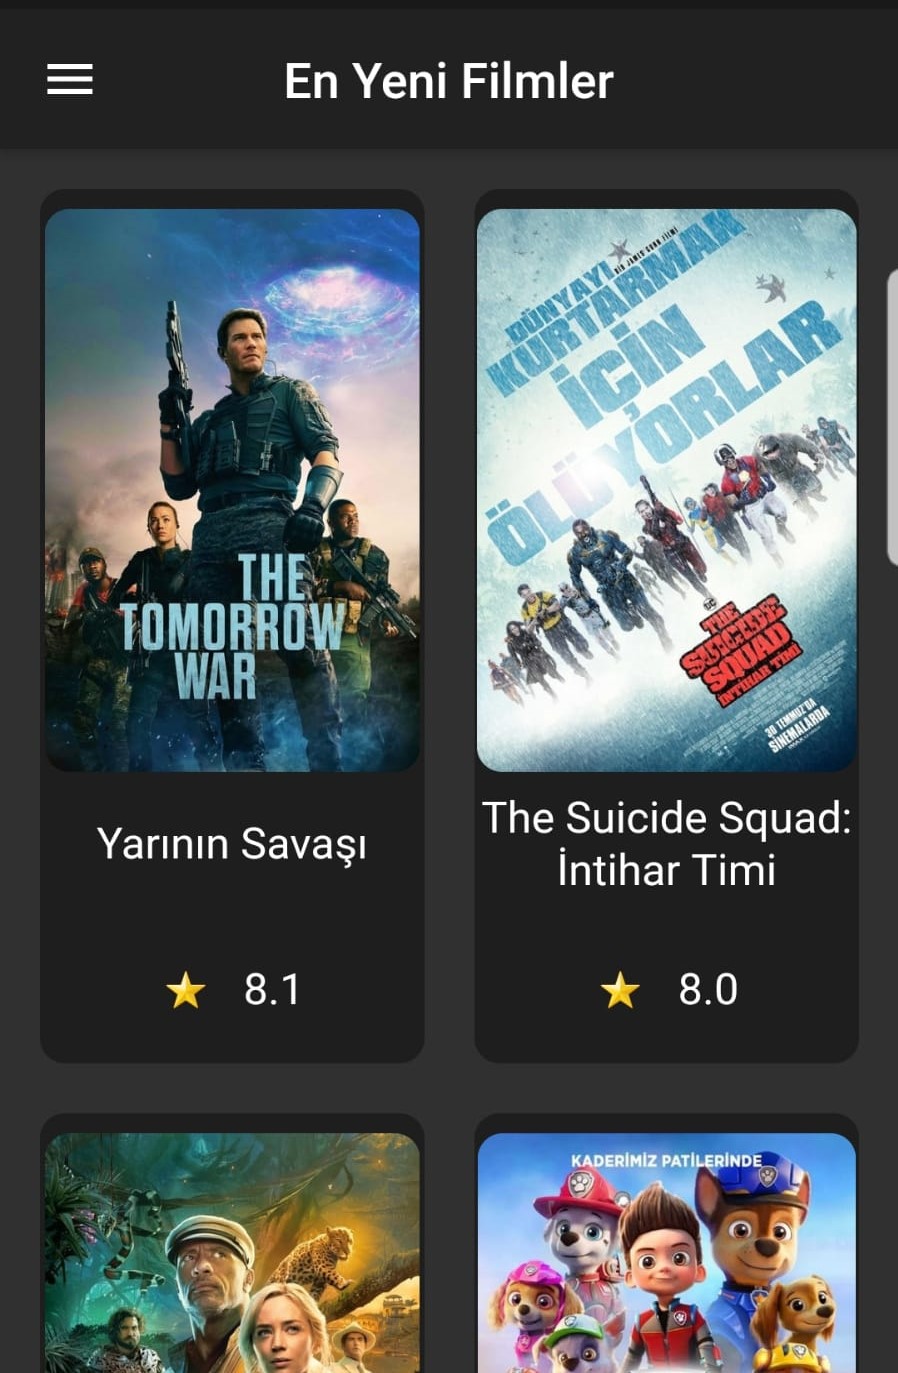 En Yeni Filmler
THE
TOMORROW
WAR
DÜNYAYI
BİR JAMES GUNN FİLMİ
KURTARMAK
İÇİN
ÖLÜYORLAR
DC
THE
SUICIDE
SQUAD
İNTİHAR TİMİ
30 TEMMUZ'DA
SİNEMALARDA
Yarının Savaşı
The Suicide Squad:
İntihar Timi
8.1
8.0
KADERİMİZ PATİLERİNDE